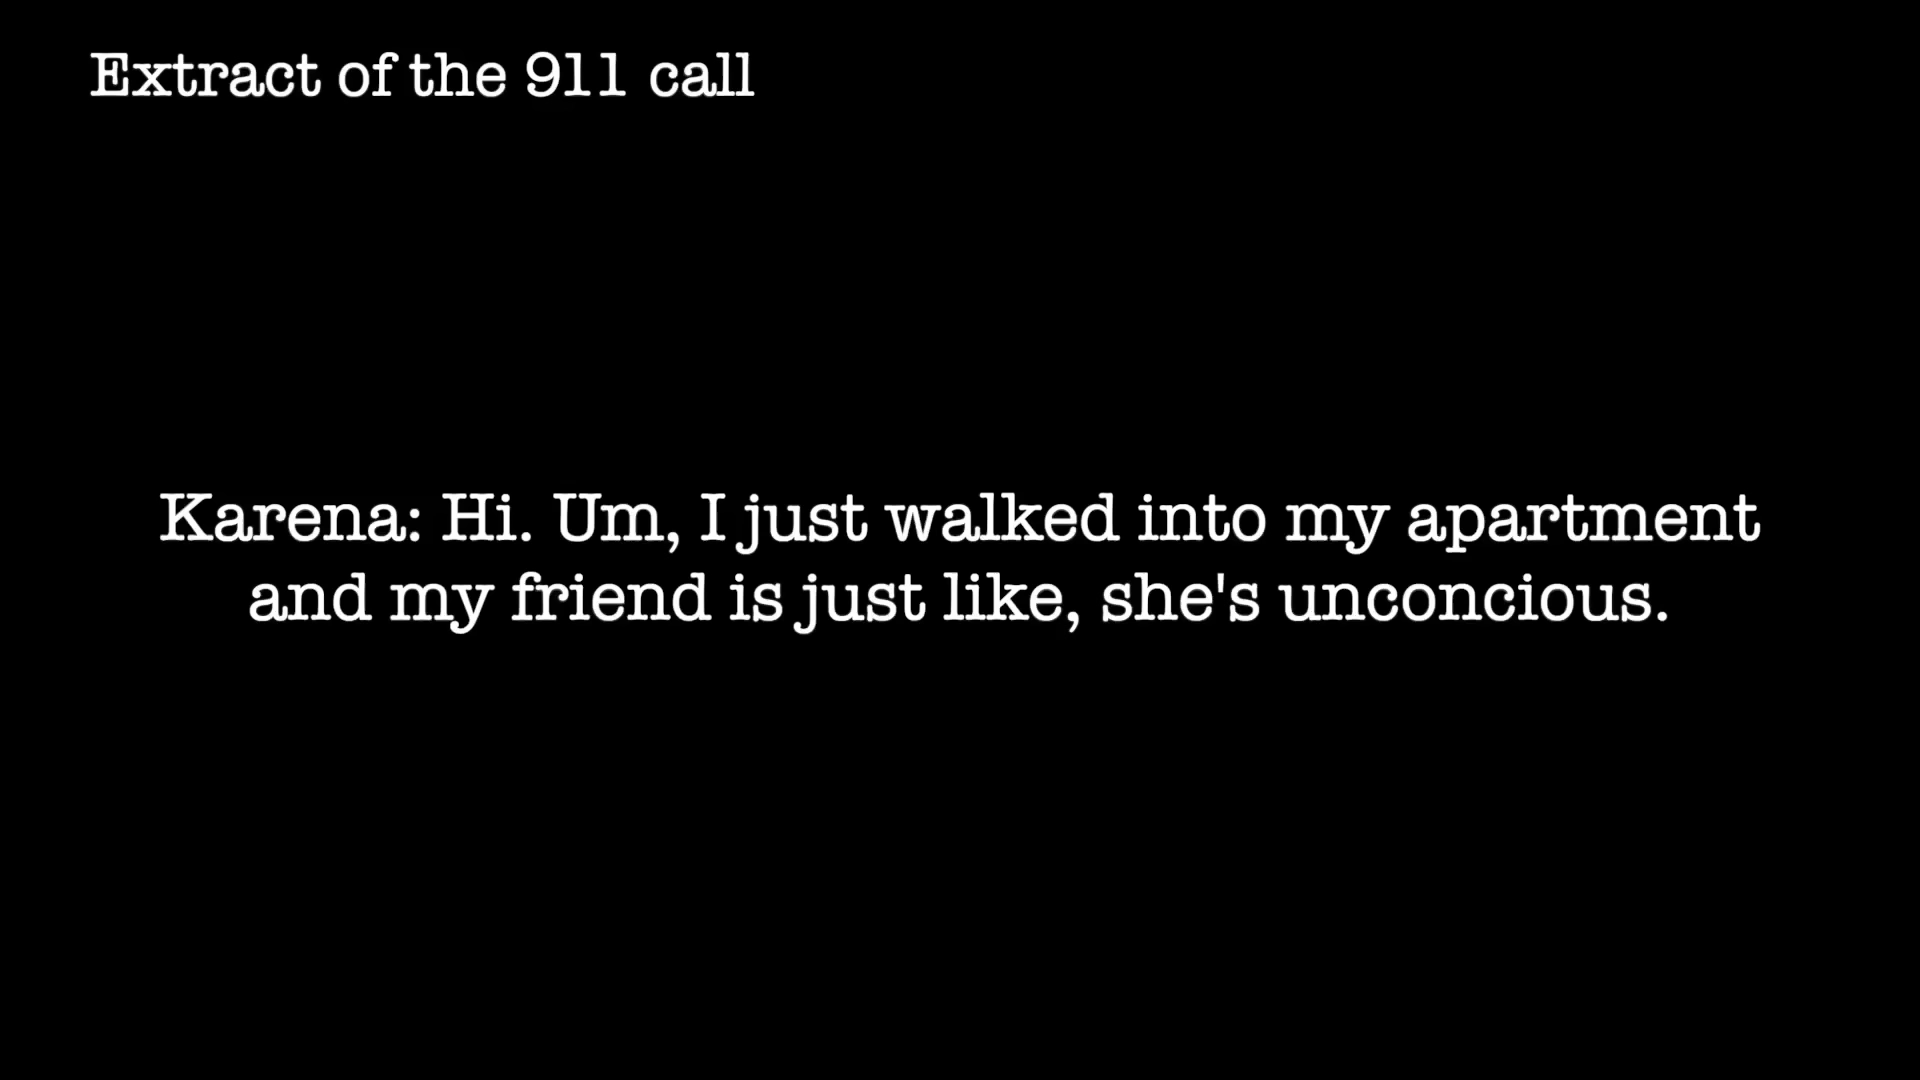 Extract of the 911 call
Karena: Hi. Um, I just walked into my apartment
and my friend is just like, she's unconcious.